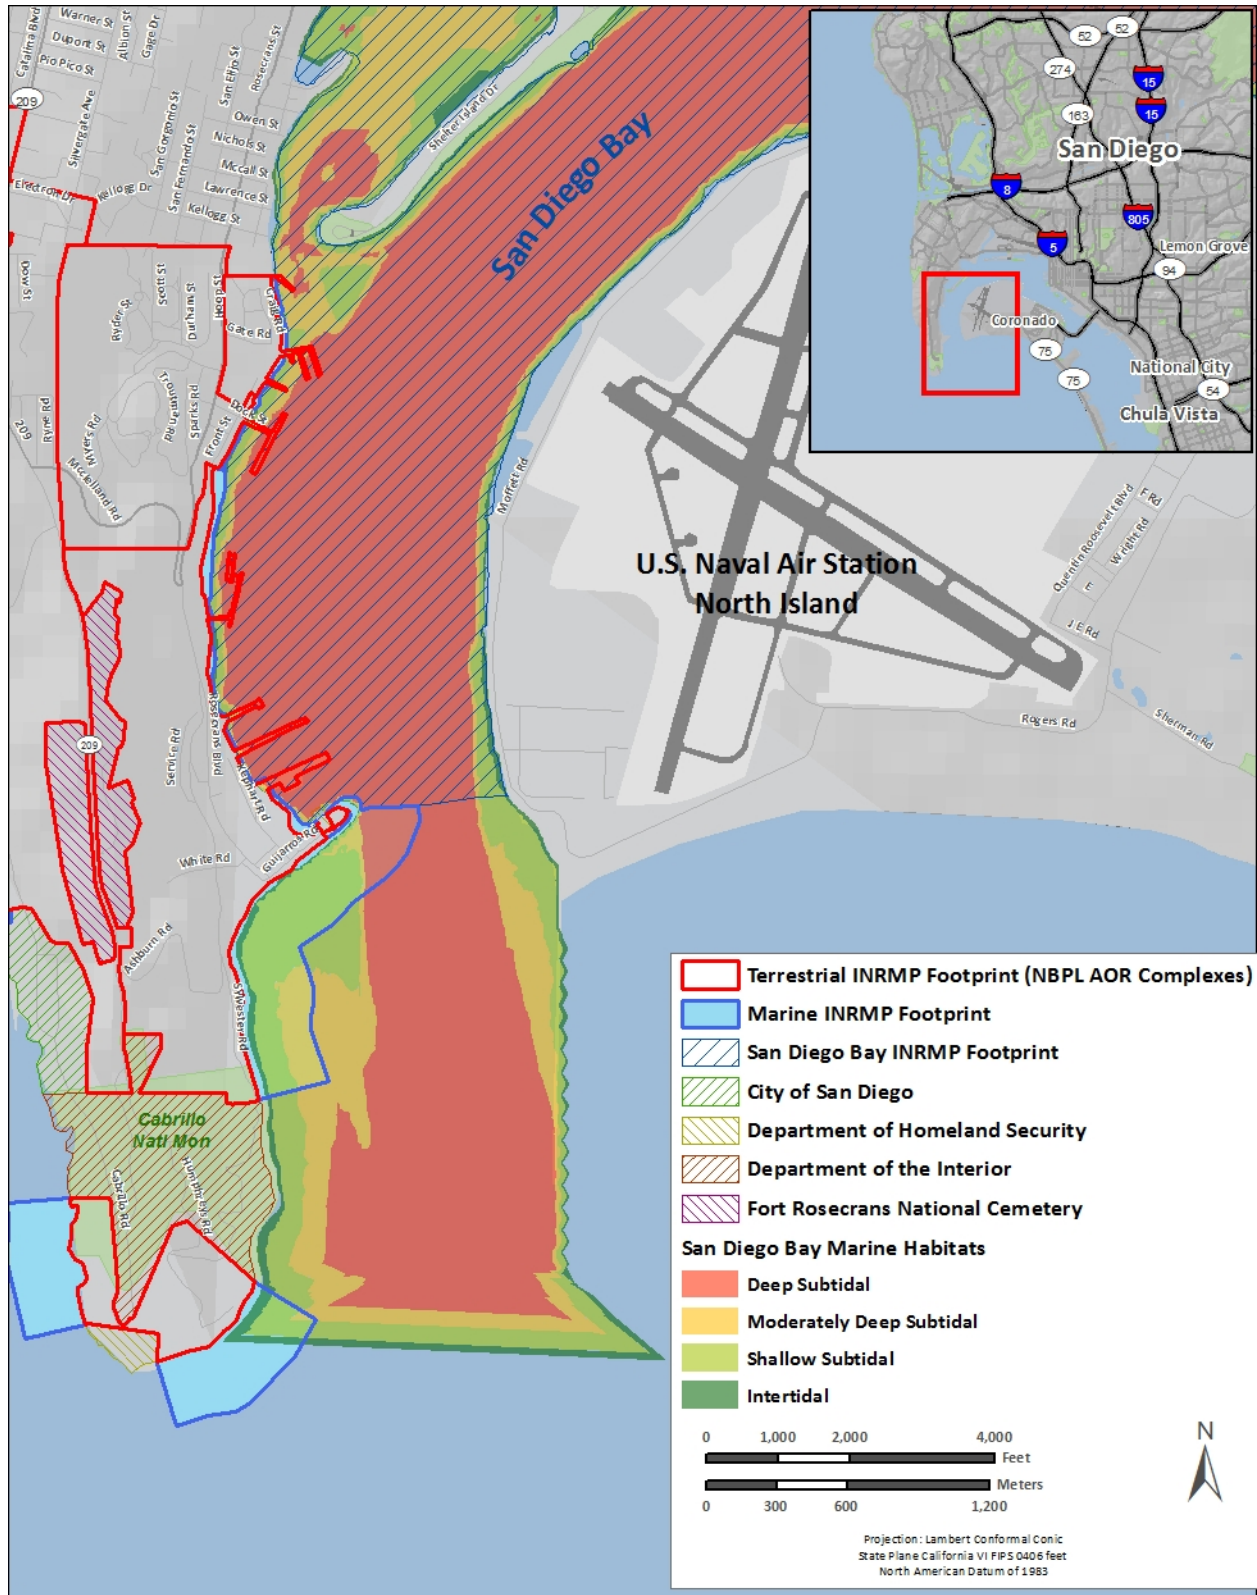 Catalina Blvd
Warner St
Dupont St
Pio Pico St
Albion St
Gage Dr
San Elijo St
Rosecrans St
209
Silvergate Ave
San Gorgonio St
San Fernando St
Owen St
Nichols St
Mccall St
Lawrence St
Kellogg St
Electron Dr
Kellogg Dr
Shelter Island Dr
San Diego Bay
Dow St
Ryder St
Scott St
Durham St
Hoop St
Craig Rd
Gate Rd
Dock St
Front St
Sparks Rd
Myers Rd
Ryne Rd
209
Mcclelland Rd
Moffett Rd
U.S. Naval Air Station
North Island
Quentin Roosevelt Blvd
F Rd
Wright Rd
E
J E Rd
Rogers Rd
Sherman Rd
209
Service Rd
Rosecrans Blvd
Kephart Rd
Guijarros Rd
White Rd
Ashburn Rd
Sylvester Rd
Cabrillo
Natl Mon
Cabrillo Rd
Humphreys Rd
52
52
274
15
163
15
San Diego
8
805
5
Lemon Grove
94
Coronado
75
75
National City
54
Chula Vista
Terrestrial INRMP Footprint (NBPL AOR Complexes)
Marine INRMP Footprint
San Diego Bay INRMP Footprint
City of San Diego
Department of Homeland Security
Department of the Interior
Fort Rosecrans National Cemetery
San Diego Bay Marine Habitats
Deep Subtidal
Moderately Deep Subtidal
Shallow Subtidal
Intertidal
0 1,000 2,000 4,000
Feet
Meters
0 300 600 1,200
N
Projection: Lambert Conformal Conic
State Plane California VI FIPS 0406 feet
North American Datum of 1983